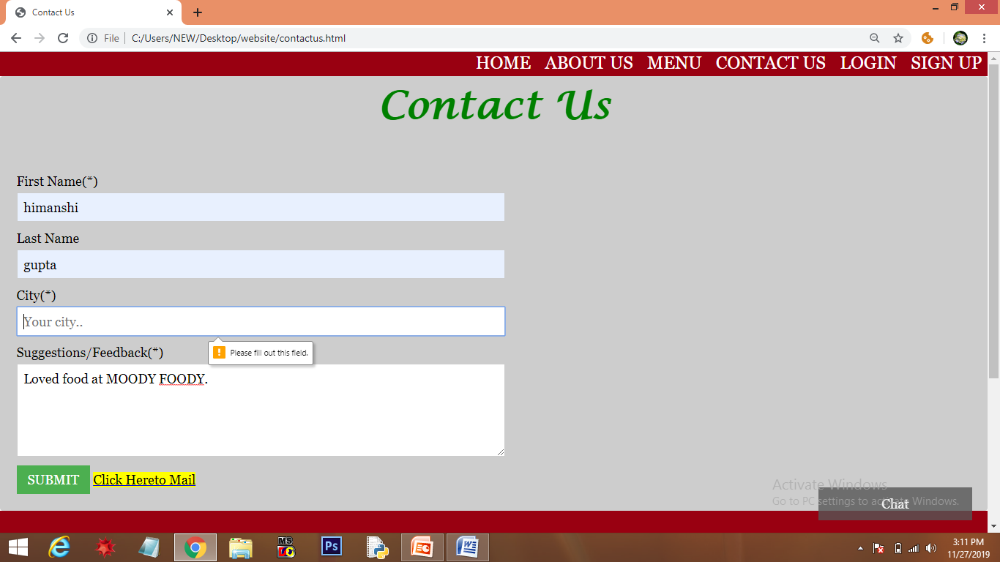 Contact Us
File
C:/Users/NEW/Desktop/website/contactus.html
HOME ABOUT US MENU CONTACT US LOGIN SIGN UP
Contact Us
First Name(*)
himanshi
Last Name
gupta
City(*)
Your city..
Please fill out this field.
Suggestions/Feedback(*)
Loved food at MOODY FOODY.
SUBMIT Click Hereto Mail
Activate Windows
Go to PC settings to activate Windows.
Chat
MS
Ps
3:11 PM
11/27/2019